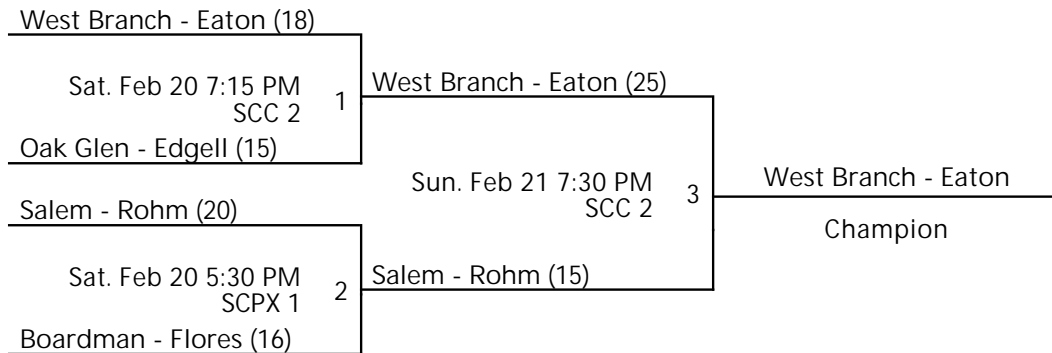 West Branch - Eaton (18)
Sat. Feb 20 7:15 PM
SCC 2
1
Oak Glen - Edgell (15)
West Branch - Eaton (25)
Salem - Rohm (20)
Sat. Feb 20 5:30 PM
SCPX 1
2
Boardman - Flores (16)
Salem - Rohm (15)
Sun. Feb 21 7:30 PM
SCC 2
3
West Branch - Eaton
Champion